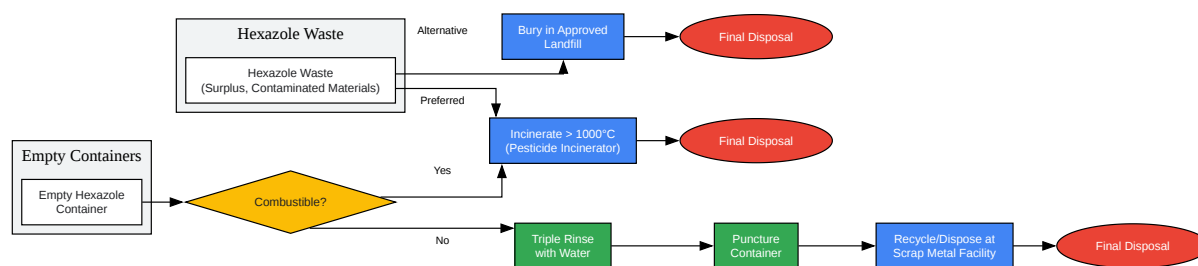 Hexazole Waste
Hexazole Waste
(Surplus, Contaminated Materials)
Alternative
Preferred
Bury in Approved
Landfill
Final Disposal
Incinerate > 1000°C
(Pesticide Incinerator)
Final Disposal
Empty Containers
Empty Hexazole
Container
Combustible?
Yes
No
Triple Rinse
with Water
Puncture
Container
Recycle/Dispose at
Scrap Metal Facility
Final Disposal